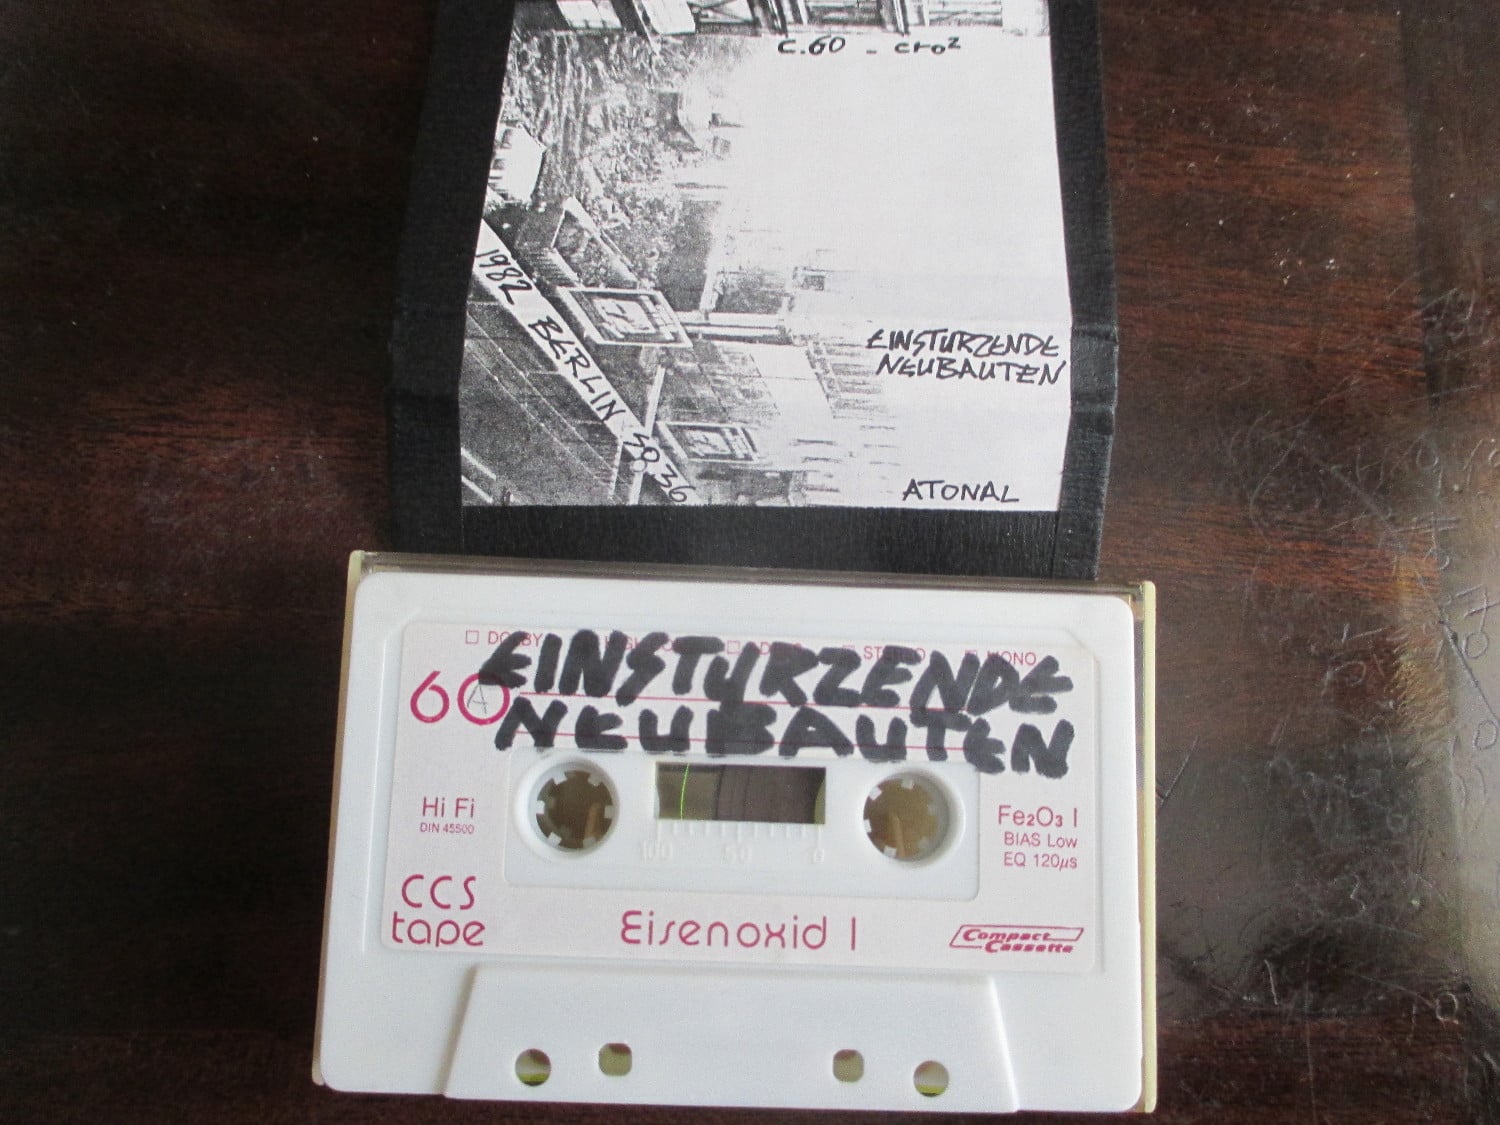 C.60 - cro2
1982 BERLIN SO.36
EINSTURZENDE
NEUBAUTEN
ATONAL
DOLBY
STEREO
MONO
60
A
EINSTURZENDE
NEUBAUTEN
Hi Fi
DIN 45500
Fe2O3 I
BIAS Low
EQ 120µs
100 50 0
CCS
tape
Eisenoxid I
Compact
Cassette